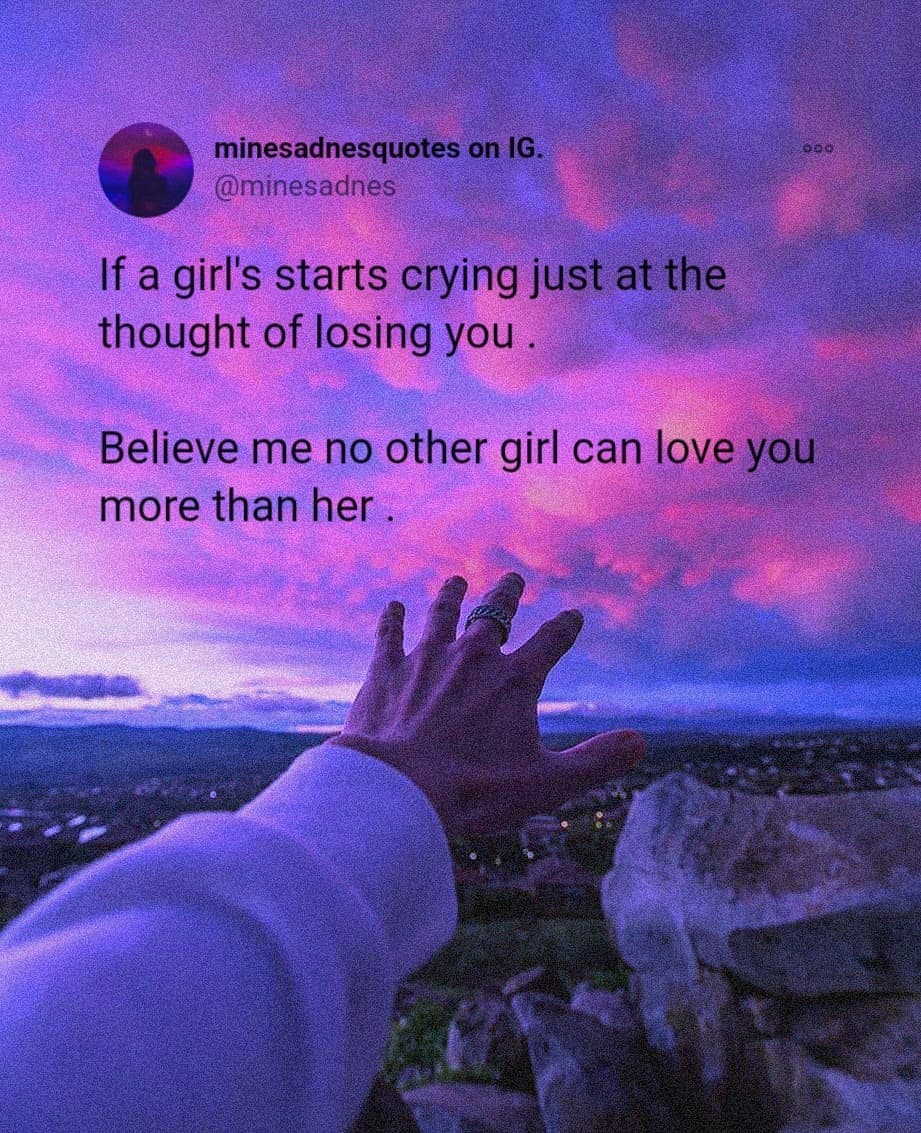 minesadnesquotes on IG.
@minesadnes
If a girl's starts crying just at the
thought of losing you .
Believe me no other girl can love you
more than her .